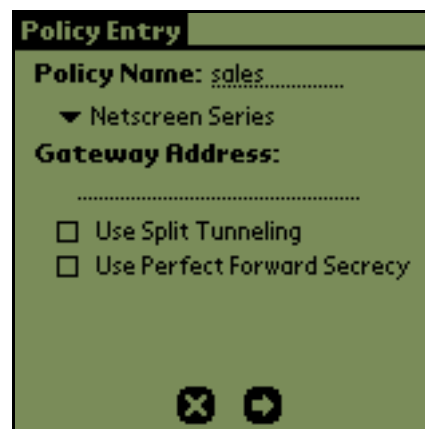 Policy Entry
Policy Name: sales
Netscreen Series
Gateway Address:
Use Split Tunneling
Use Perfect Forward Secrecy